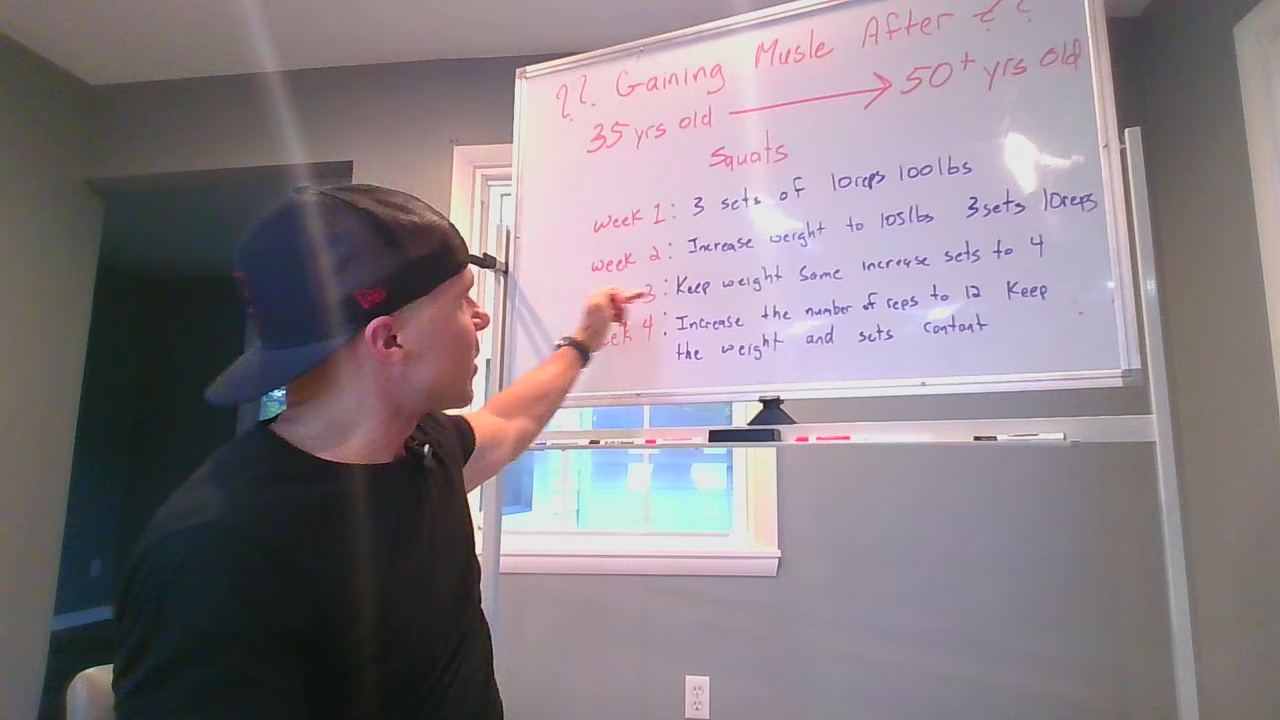 ?? Gaining Musle After ??
35 yrs old → 50+ yrs old
Squats
week 1: 3 sets of 10reps 100lbs
week 2: Increase weight to 105lbs 3sets 10reps
3: Keep weight same increase sets to 4
eek 4: Increase the number of reps to 12 Keep
the weight and sets contant